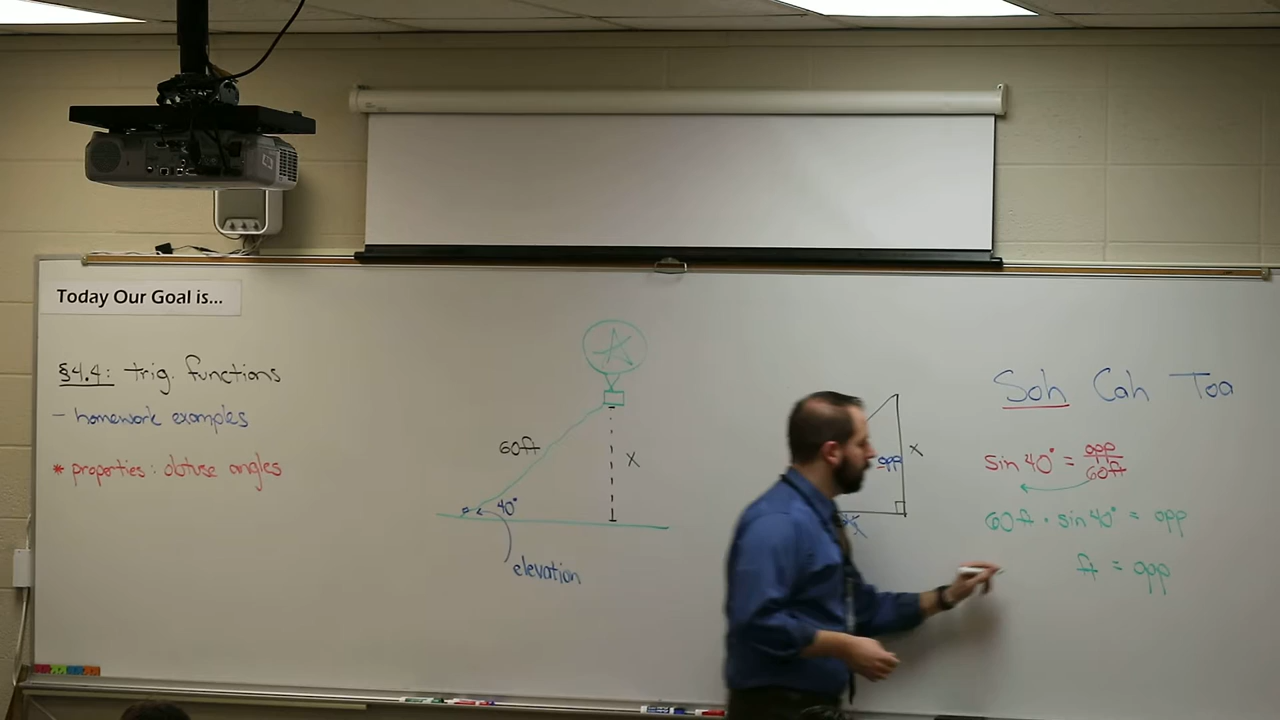 Today Our Goal is...
§4.4: trig. functions
- homework examples
* properties: obtuse angles
60ft
x
40°
elevation
opp
x
Soh Cah Toa
sin 40° = opp/60ft
60ft · sin 40° = opp
ft = opp